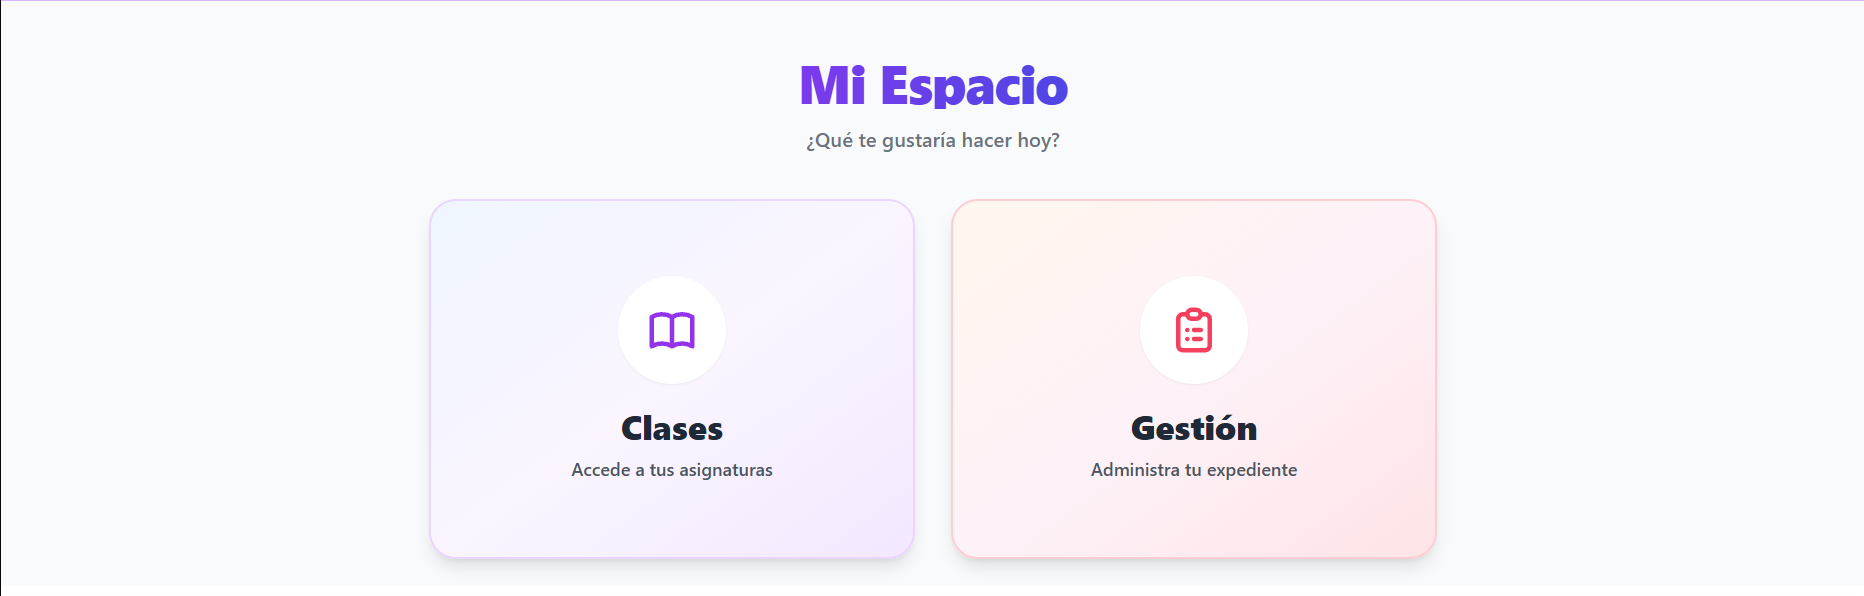 Mi Espacio
¿Qué te gustaría hacer hoy?
Clases
Accede a tus asignaturas
Gestión
Administra tu expediente